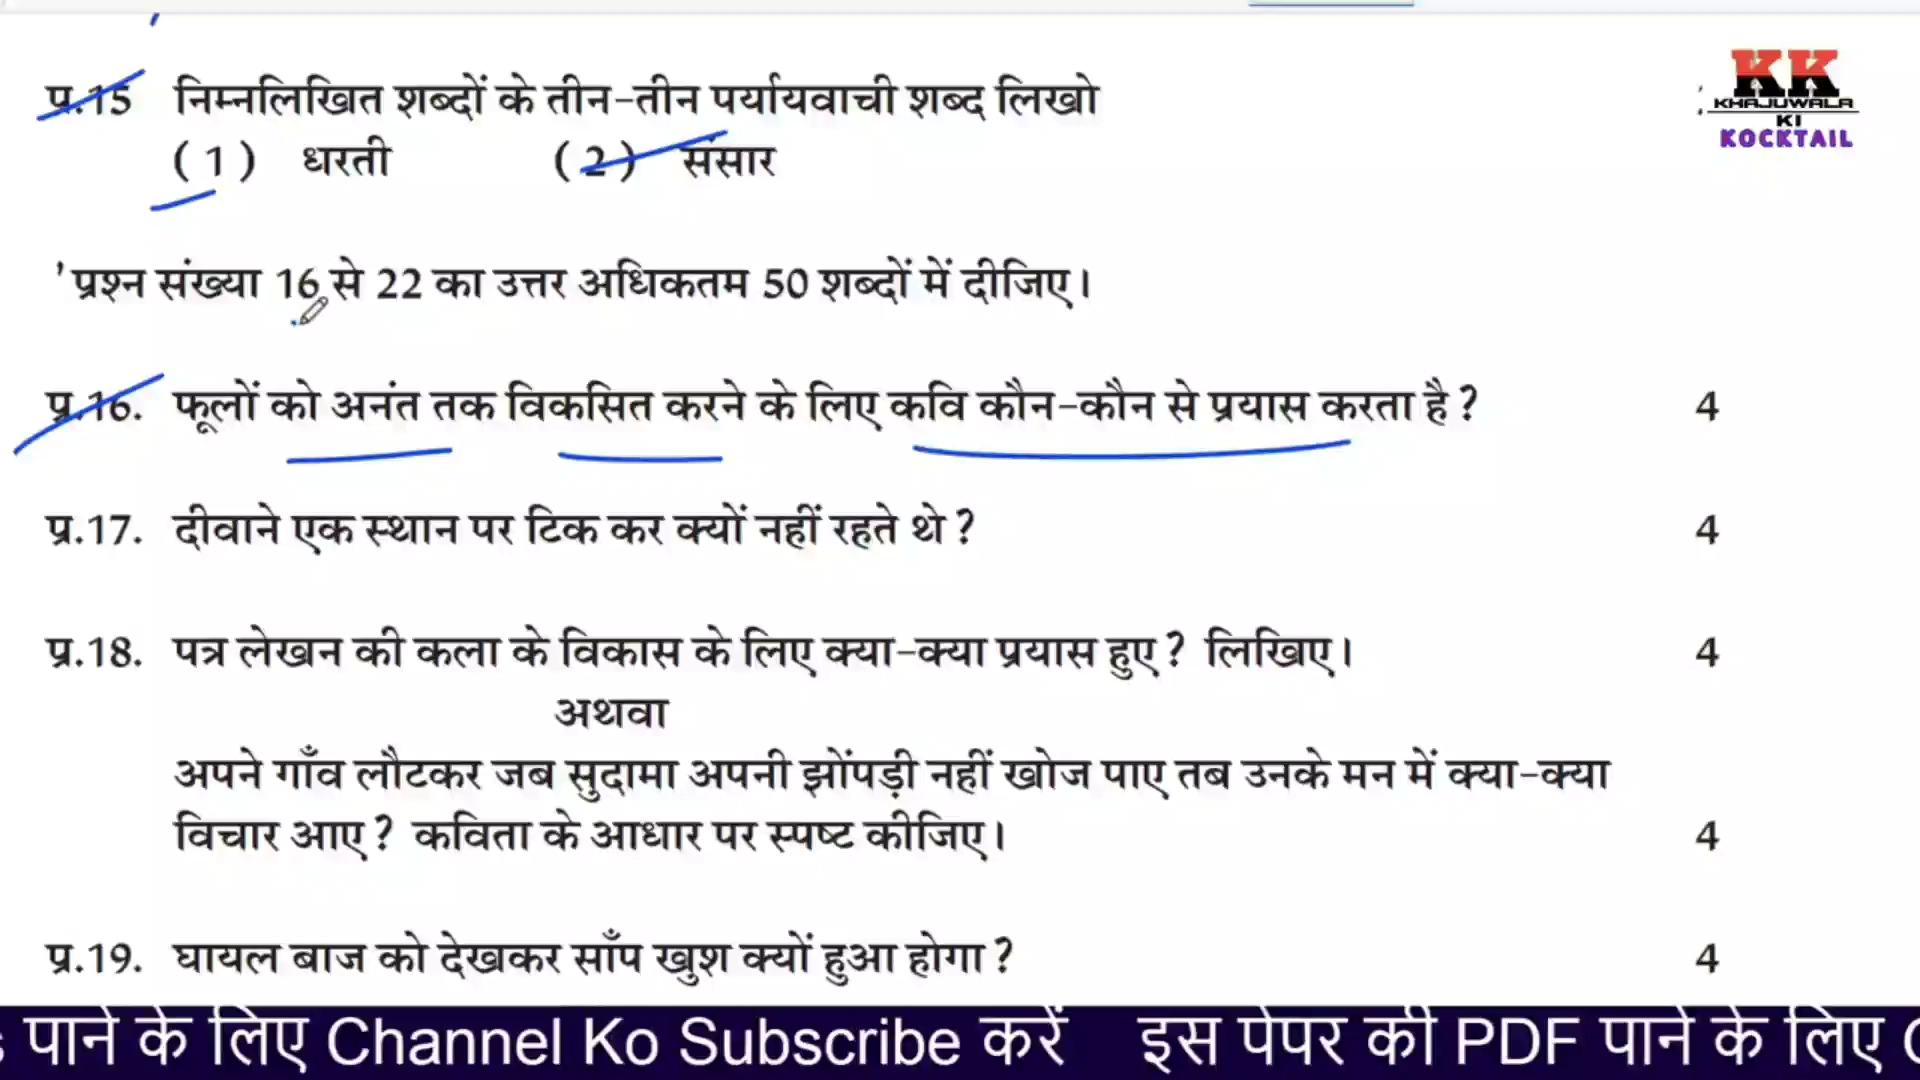 प्र.15 निम्नलिखित शब्दों के तीन-तीन पर्यायवाची शब्द लिखो
KK
KHAJUWALA
KI
KOCKTAIL
(1) धरती (2) संसार
'प्रश्न संख्या 16 से 22 का उत्तर अधिकतम 50 शब्दों में दीजिए।
प्र.16. फूलों को अनंत तक विकसित करने के लिए कवि कौन-कौन से प्रयास करता है? 4
प्र.17. दीवाने एक स्थान पर टिक कर क्यों नहीं रहते थे? 4
प्र.18. पत्र लेखन की कला के विकास के लिए क्या-क्या प्रयास हुए? लिखिए। 4
अथवा
अपने गाँव लौटकर जब सुदामा अपनी झोंपड़ी नहीं खोज पाए तब उनके मन में क्या-क्या
विचार आए? कविता के आधार पर स्पष्ट कीजिए। 4
प्र.19. घायल बाज को देखकर साँप खुश क्यों हुआ होगा? 4
पाने के लिए Channel Ko Subscribe करें इस पेपर की PDF पाने के लिए